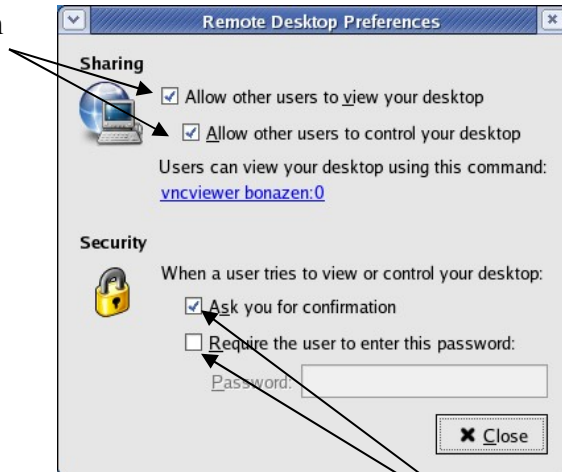 Remote Desktop Preferences
Sharing
Allow other users to view your desktop
Allow other users to control your desktop
Users can view your desktop using this command:
vncviewer bonazen:0
Security
When a user tries to view or control your desktop:
Ask you for confirmation
Require the user to enter this password:
Password:
Close